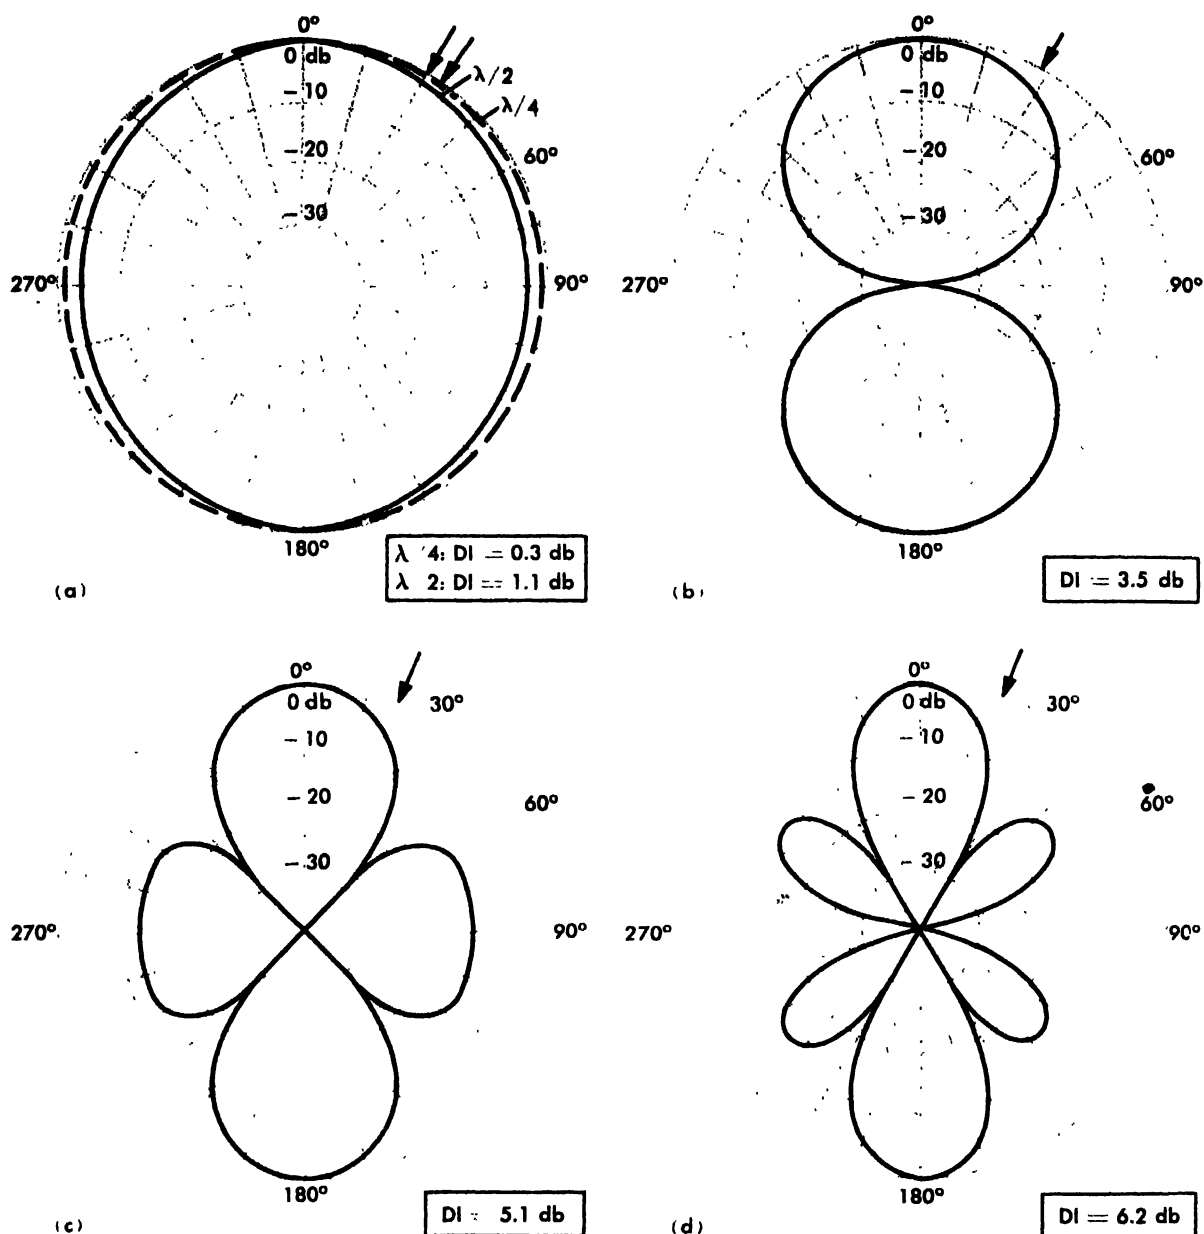 0°
0 db
λ/2
-10
λ/4
-20
60°
-30
270°
90°
180°
λ 4: DI = 0.3 db
λ 2: DI = 1.1 db
(a)
0°
0 db
-10
-20
60°
-30
270°
90°
180°
DI = 3.5 db
(b)
0°
0 db
30°
-10
-20
60°
-30
270°
90°
180°
DI = 5.1 db
(c)
0°
0 db
30°
-10
-20
60°
-30
270°
90°
180°
DI = 6.2 db
(d)